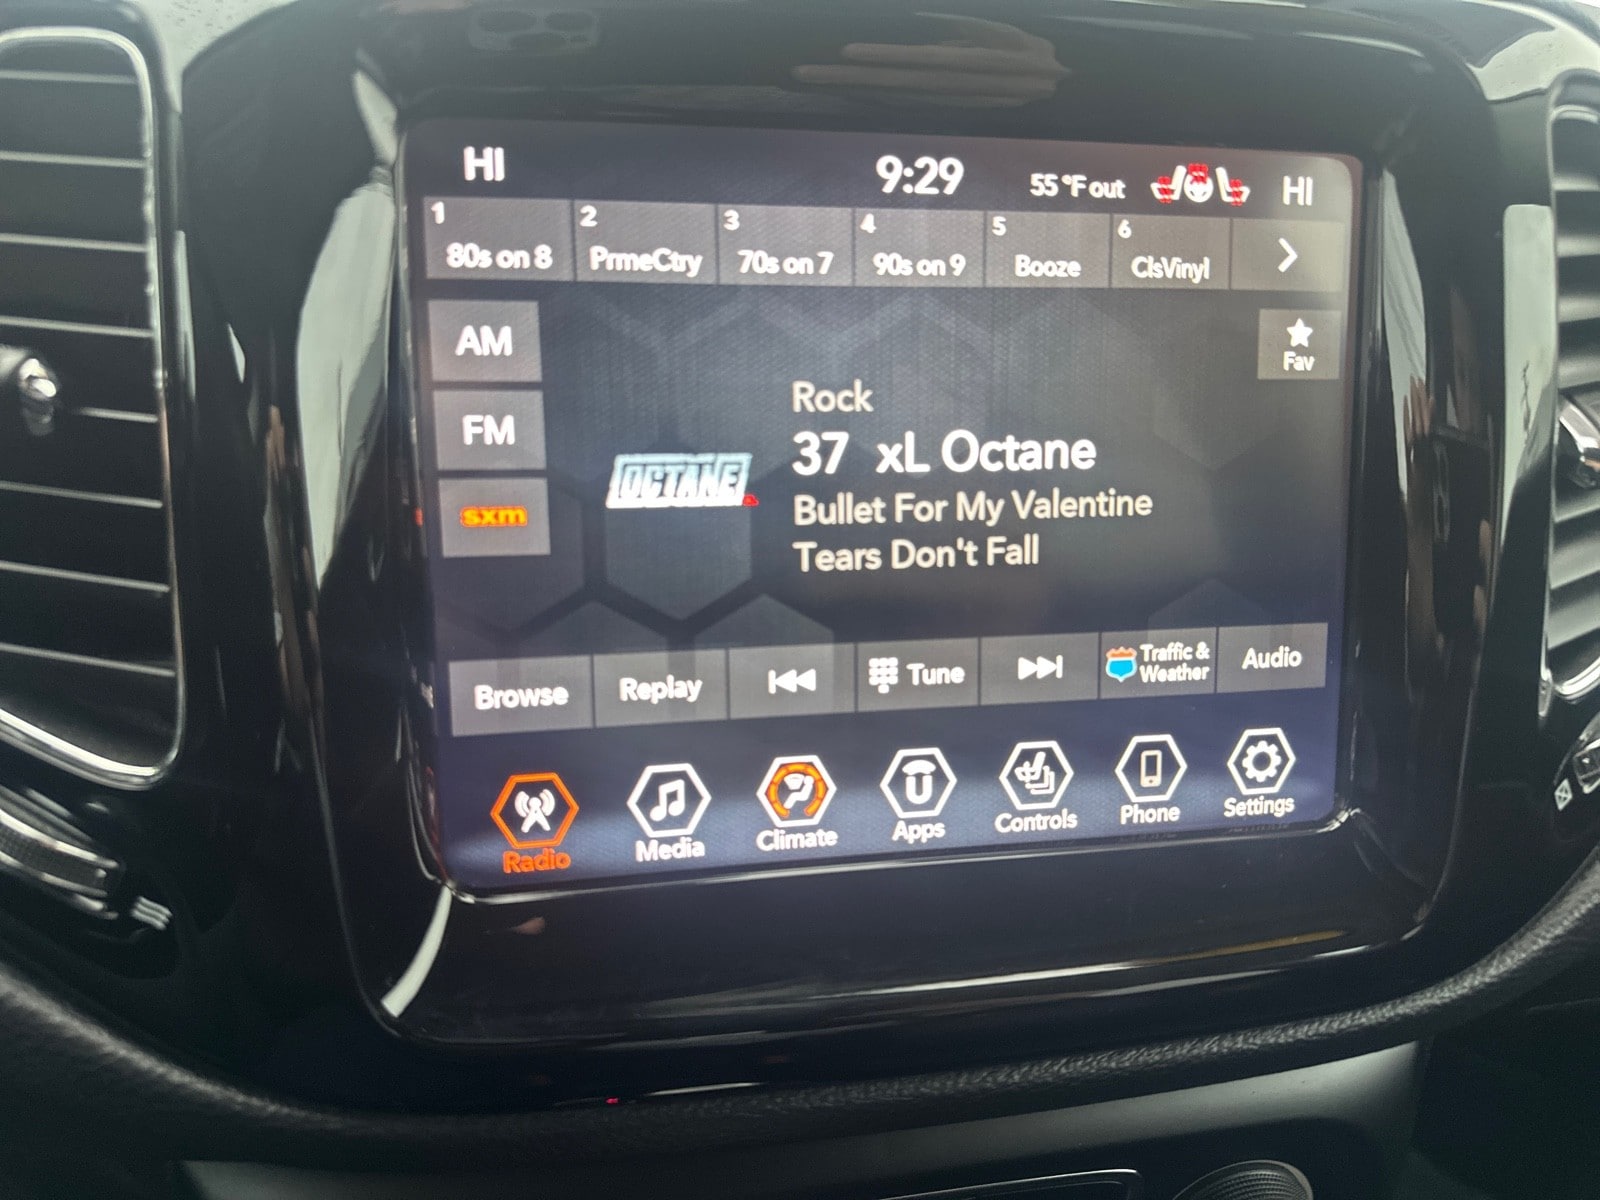 HI 9:29 55°F out HI
1 80s on 8
2 PrmeCtry
3 70s on 7
4 90s on 9
5 Booze
6 ClsVinyl
AM
FM
sxm
Fav
OCTANE
Rock
37 xL Octane
Bullet For My Valentine
Tears Don't Fall
Browse
Replay
Tune
Traffic &
Weather
Audio
Radio
Media
Climate
Apps
Controls
Phone
Settings